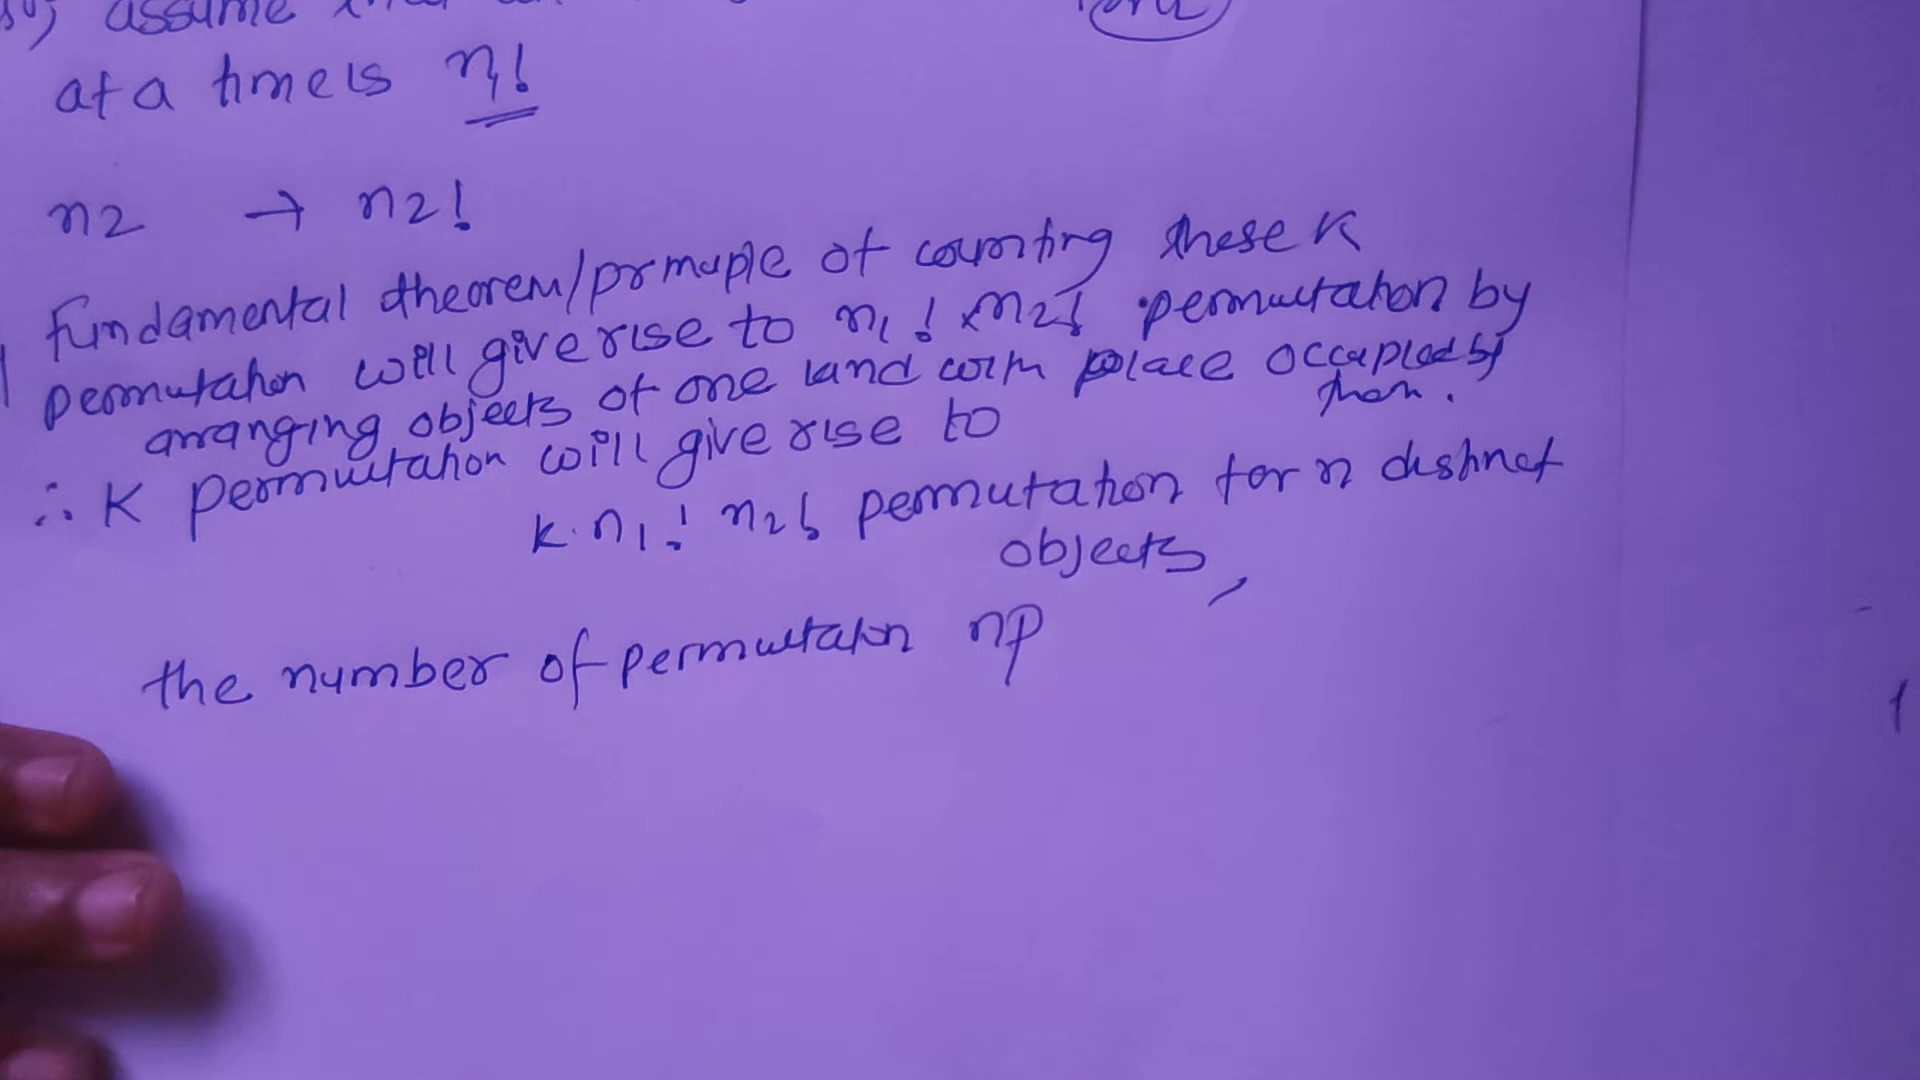 assume
at a time is n1!
n2 → n2!
fundamental theorem/principle of counting these K
permutation will give rise to n1! × n2! permutation by
arranging objects of one kind with place occupied by
them.
∴ K permutation will give rise to
k. n1! n2! permutation for n distinct
objects,
the number of permutation np